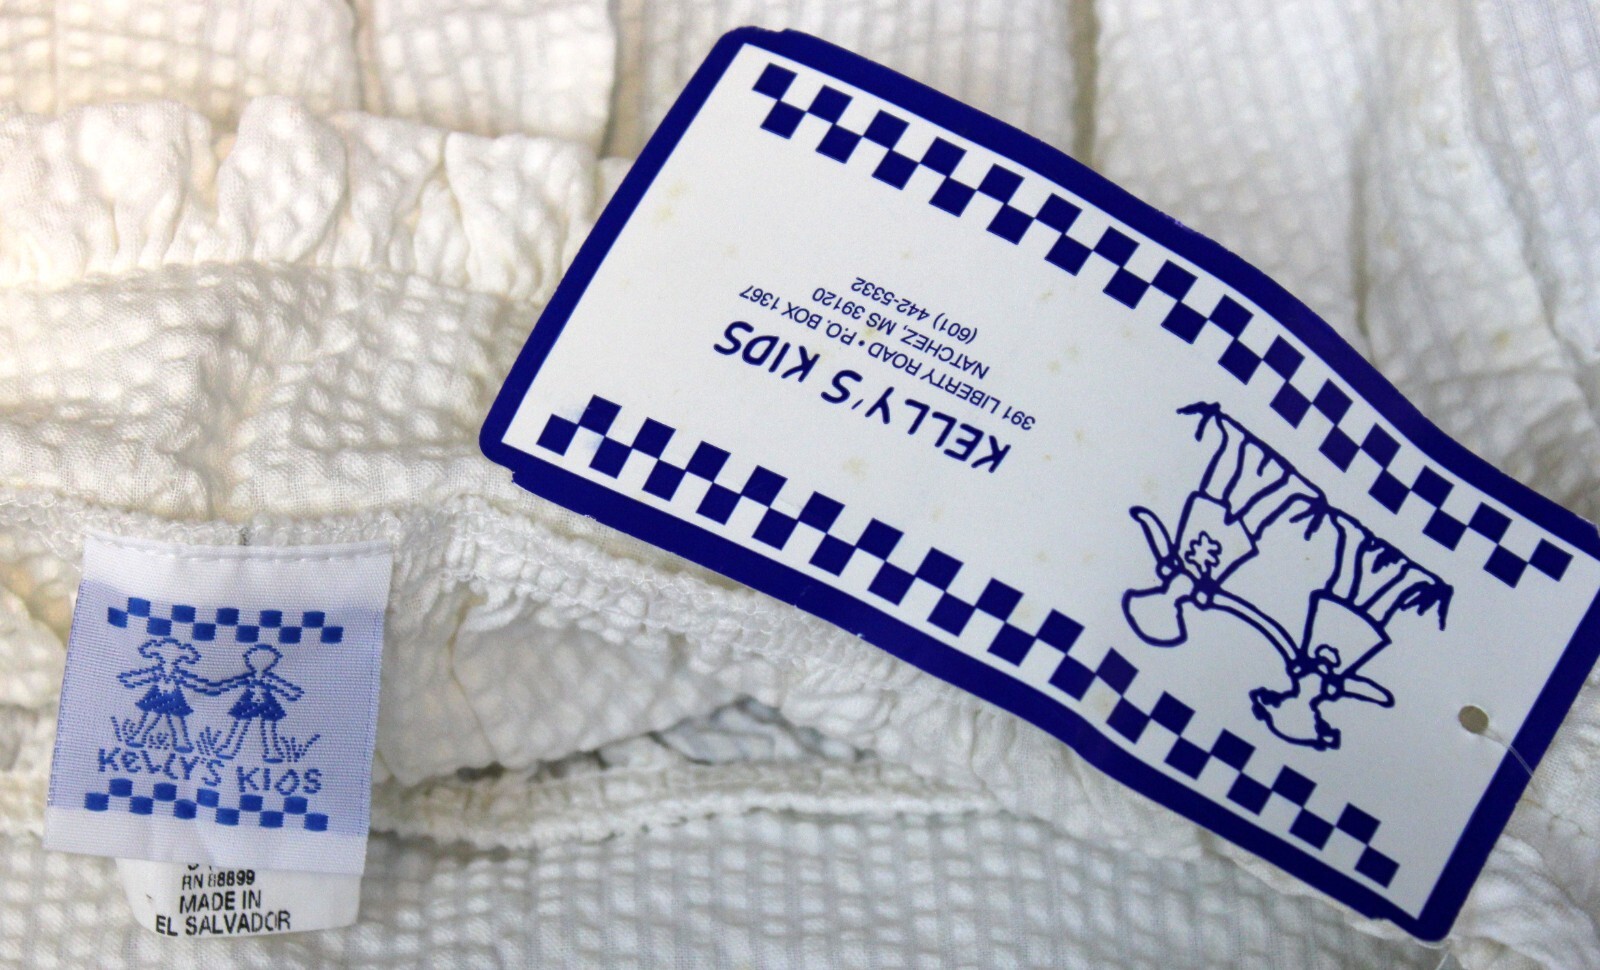 KELLY'S KIDS
391 LIBERTY ROAD • P.O. BOX 1367
NATCHEZ, MS 39120
(601) 442-5332
KELLY'S KIDS
RN 88899
MADE IN
EL SALVADOR